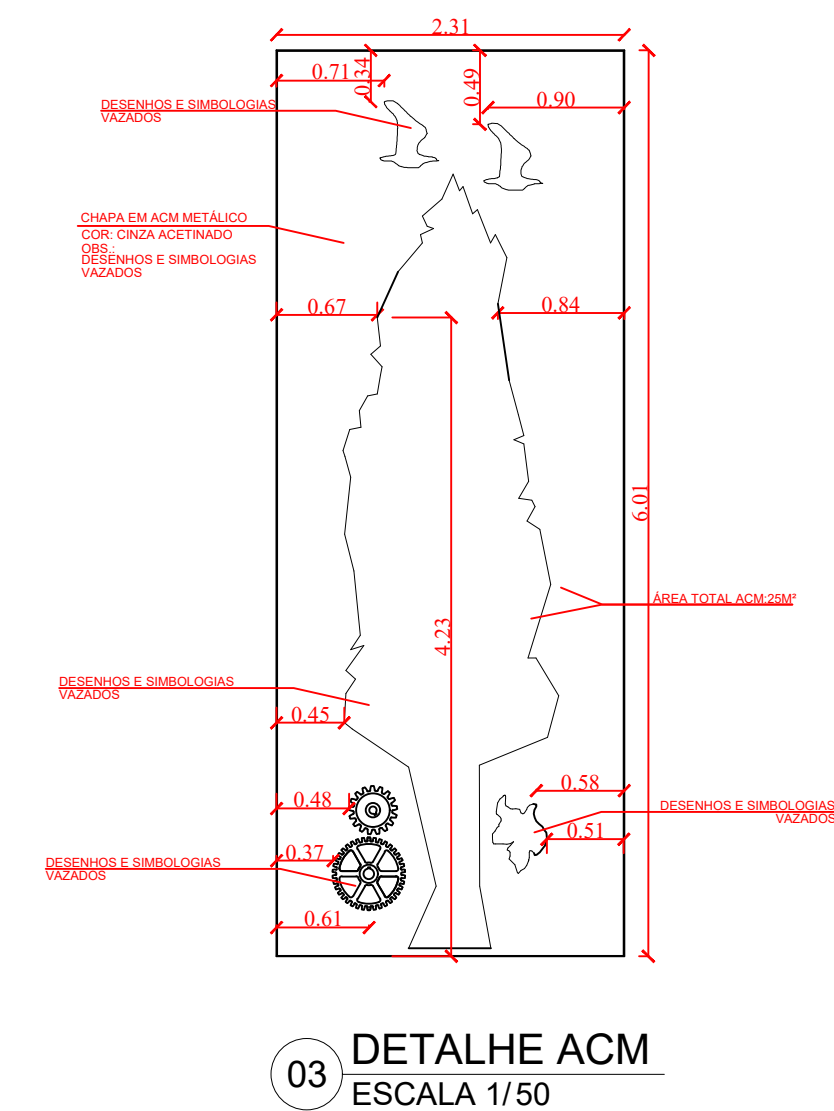 2.31
0.71
0.34
0.49
0.90
DESENHOS E SIMBOLOGIAS
VAZADOS
CHAPA EM ACM METÁLICO
COR: CINZA ACETINADO
OBS.:
DESENHOS E SIMBOLOGIAS
VAZADOS
0.67
0.84
6.01
ÁREA TOTAL ACM:25M²
4.23
DESENHOS E SIMBOLOGIAS
VAZADOS
0.45
0.58
0.48
DESENHOS E SIMBOLOGIAS
VAZADOS
0.51
0.37
DESENHOS E SIMBOLOGIAS
VAZADOS
0.61
03
DETALHE ACM
ESCALA 1/50